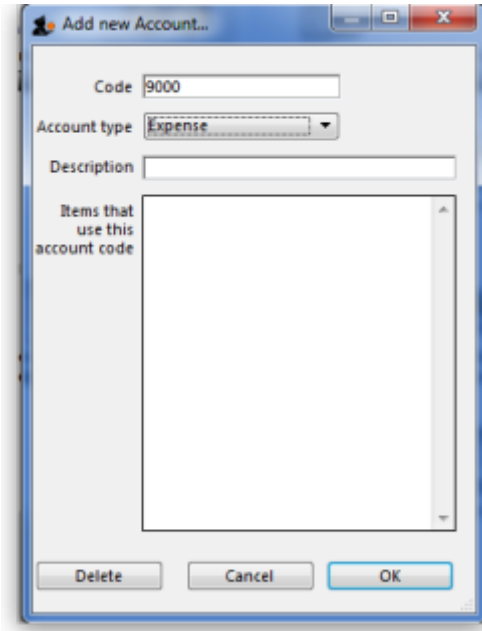 Add new Account...
Code 9000
Account type Expense
Description
Items that
use this
account code
Delete Cancel OK